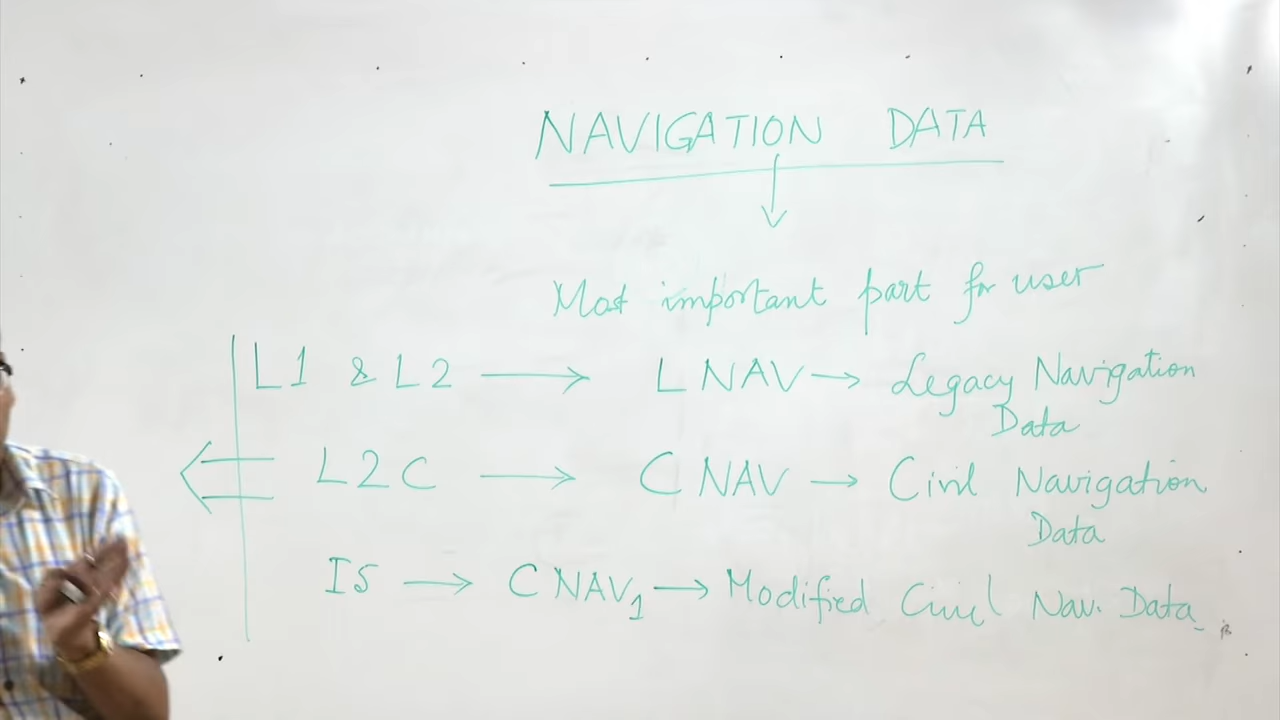 NAVIGATION DATA
↓
Most important part for user
L1 & L2 → LNAV → Legacy Navigation
Data
L2C → CNAV → Civil Navigation
Data
I5 → CNAV1 → Modified Civil Nav. Data